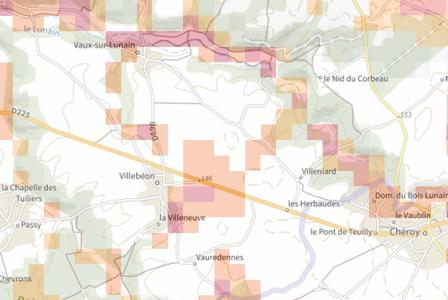 le Lunain
Vaux-sur-Lunain
le Nid du Corbeau
153
D225
D69B
Villeniard
Villebéon
146
la Chapelle des
Tuiliers
Dom. du Bois Lunain
les Herbaudes
la Villeneuve
le Vaublin
Passy
le Pont de Teuilly
Chéroy
Vauredennes
Chevrons